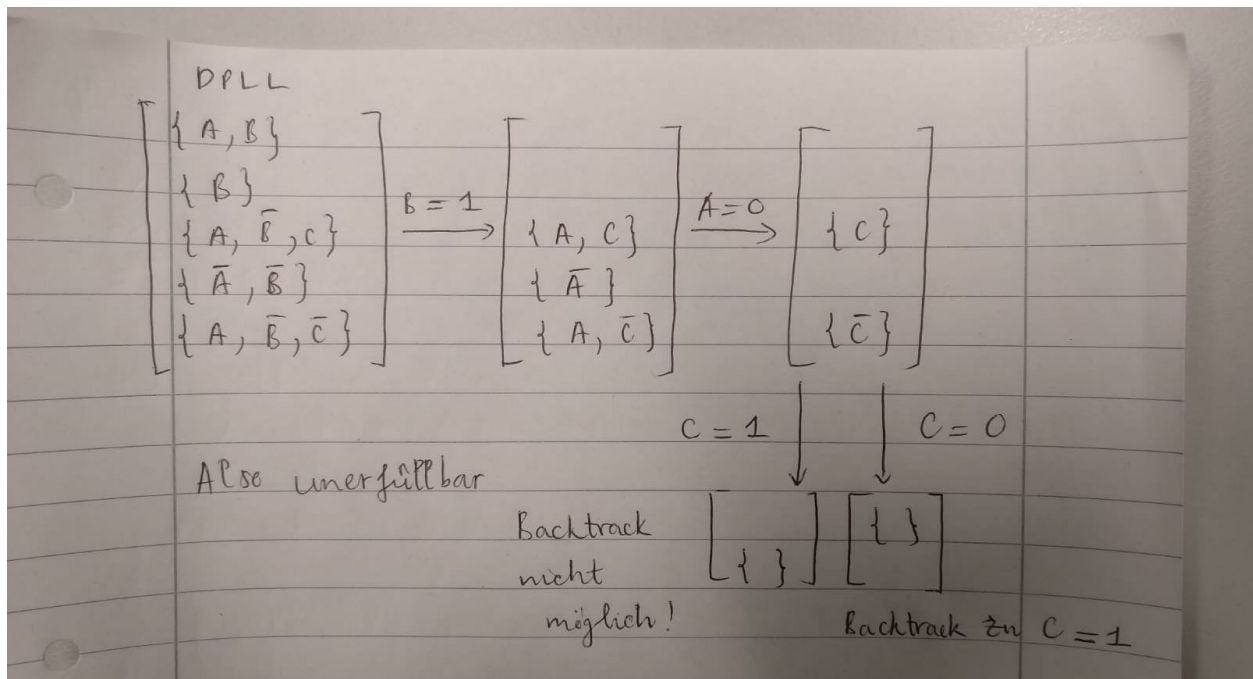 DPLL
{ A, B}
{ B}
{ A, B̅, C}
{ A̅, B̅ }
{ A, B̅, C̅ }
B = 1
{ A, C}
{ A̅ }
{ A, C̅}
A=0
{ C}
{ C̅}
C = 1
C = 0
Also unerfüllbar
Backtrack
nicht
möglich!
{ }
{ }
Backtrack zu C = 1